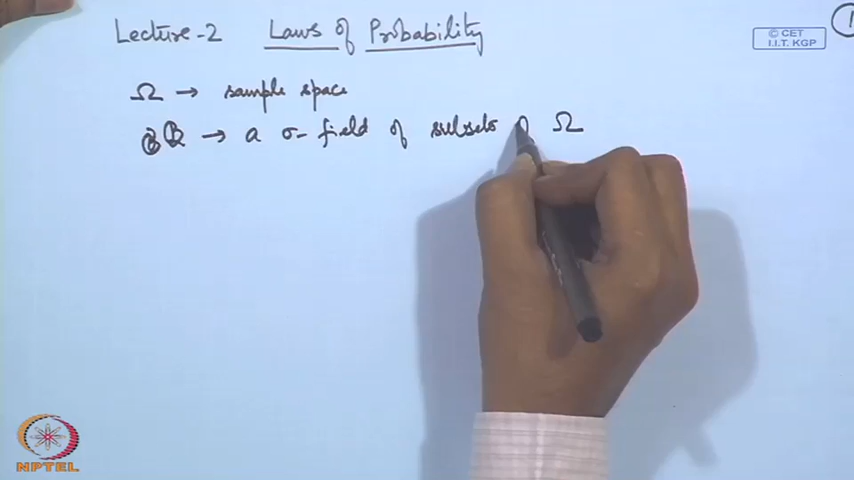 Lecture-2 Laws of Probability
© CET
I.I.T. KGP
1
Ω → sample space
→ a σ-field of subsets of Ω
NPTEL